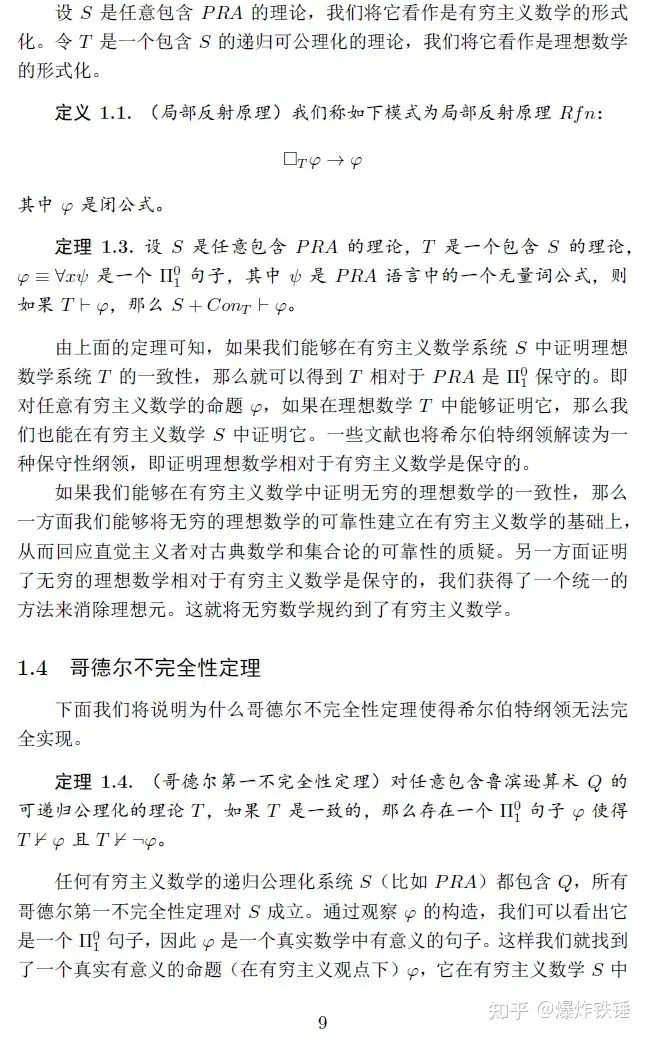 设 S 是任意包含 PRA 的理论，我们将它看作是有穷主义数学的形式
化。令 T 是一个包含 S 的递归可公理化的理论，我们将它看作是理想数学
的形式化。
定义 1.1.（局部反射原理）我们称如下模式为局部反射原理 Rfn：
□_Tφ → φ
其中 φ 是闭公式。
定理 1.3. 设 S 是任意包含 PRA 的理论，T 是一个包含 S 的理论，
φ ≡ ∀xψ 是一个 Π⁰₁ 句子，其中 ψ 是 PRA 语言中的一个无量词公式，则
如果 T ⊢ φ，那么 S + Con_T ⊢ φ。
由上面的定理可知，如果我们能够在有穷主义数学系统 S 中证明理想
数学系统 T 的一致性，那么就可以得到 T 相对于 PRA 是 Π⁰₁ 保守的。即
对任意有穷主义数学的命题 φ，如果在理想数学 T 中能够证明它，那么我
们也能在有穷主义数学 S 中证明它。一些文献也将希尔伯特纲领解读为一
种保守性纲领，即证明理想数学相对于有穷主义数学是保守的。
如果我们能够在有穷主义数学中证明无穷的理想数学的一致性，那么
一方面我们能够将无穷的理想数学的可靠性建立在有穷主义数学的基础上，
从而回应直觉主义者对古典数学和集合论的可靠性的质疑。另一方面证明
了无穷的理想数学相对于有穷主义数学是保守的，我们获得了一个统一的
方法来消除理想元。这就将无穷数学规约到了有穷主义数学。
1.4 哥德尔不完全性定理
下面我们将说明为什么哥德尔不完全性定理使得希尔伯特纲领无法完
全实现。
定理 1.4.（哥德尔第一不完全性定理）对任意包含鲁滨逊算术 Q 的
可递归公理化的理论 T，如果 T 是一致的，那么存在一个 Π⁰₁ 句子 φ 使得
T ⊬ φ 且 T ⊬ ¬φ。
任何有穷主义数学的递归公理化系统 S（比如 PRA）都包含 Q，所有
哥德尔第一不完全性定理对 S 成立。通过观察 φ 的构造，我们可以看出它
是一个 Π⁰₁ 句子，因此 φ 是一个真实数学中有意义的句子。这样我们就找到
了一个真实有意义的命题（在有穷主义观点下）φ，它在有穷主义数学 S 中
知乎 @爆炸铁锤
9